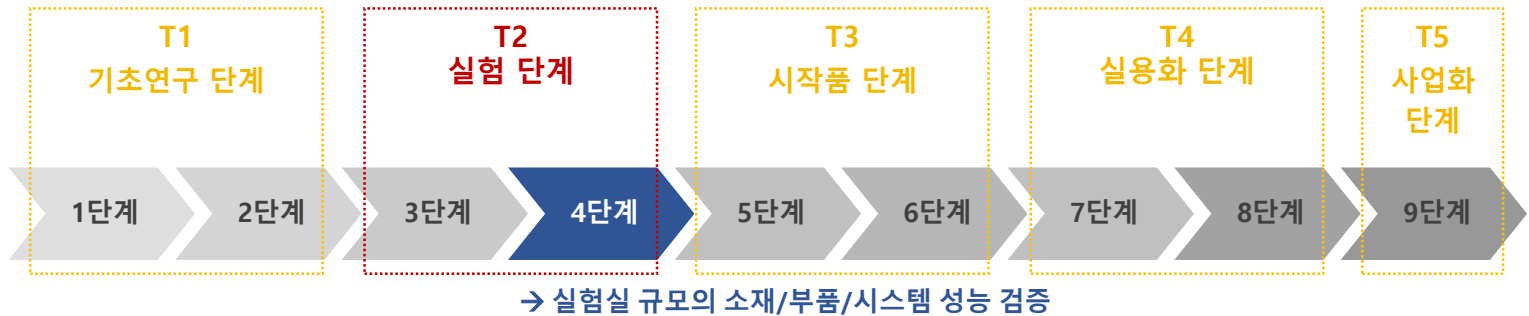 T1
기초연구 단계
T2
실험 단계
T3
시작품 단계
T4
실용화 단계
T5
사업화
단계
1단계
2단계
3단계
4단계
5단계
6단계
7단계
8단계
9단계
→ 실험실 규모의 소재/부품/시스템 성능 검증